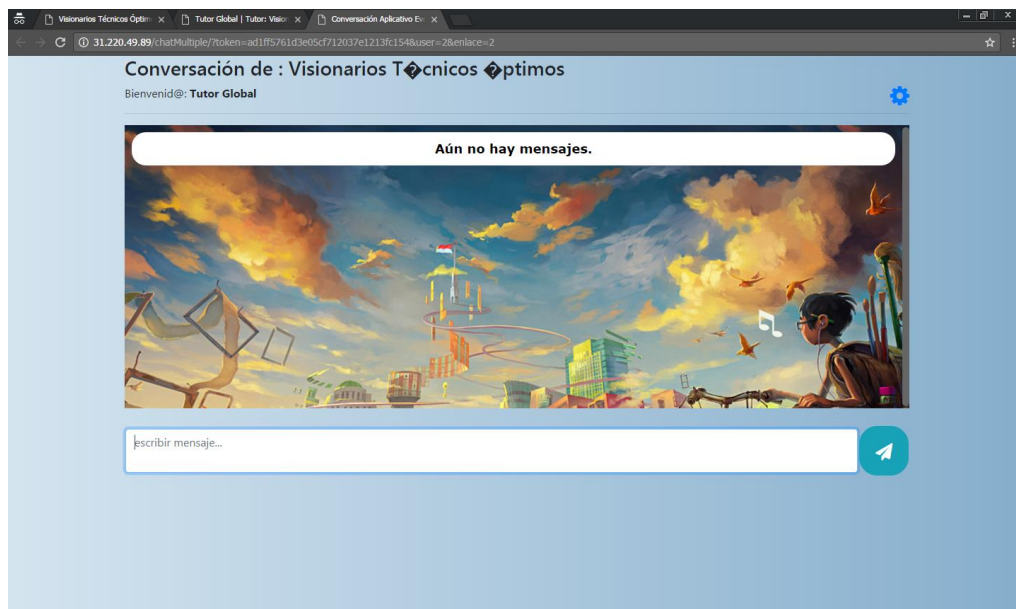 Visionarios Técnicos Óptim
Tutor Global | Tutor: Vision
Conversación Aplicativo Ev
31.220.49.89/chatMultiple/?token=ad1ff5761d3e05cf712037e1213fc154&user=2&enlace=2
Conversación de : Visionarios T�cnicos �ptimos
Bienvenid@: Tutor Global
Aún no hay mensajes.
escribir mensaje...